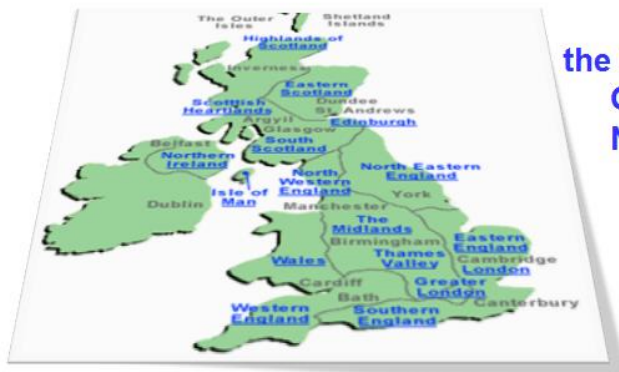 The Outer
Isles
Shetland
Islands
Highlands of
Scotland
Inverness
Eastern
Scotland
Scottish
Heartlands
Dundee
St. Andrews
Argyll
Edinburgh
Glasgow
Belfast
South
Scotland
Northern
Ireland
North
Western
England
North Eastern
England
Isle of
Man
York
Dublin
Manchester
The
Midlands
Birmingham
Eastern
England
Wales
Thames
Valley
Cambridge
London
Cardiff
Greater
London
Bath
Canterbury
Western
England
Southern
England
the